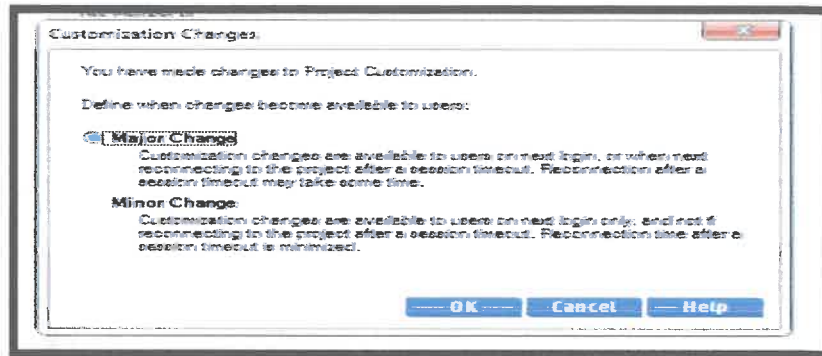 Customization Changes
You have made changes to Project Customization.
Define when changes become available to users:
Major Change
Customization changes are available to users on next login, or when next
reconnecting to the project after a session timeout. Reconnection after a
session timeout may take some time.
Minor Change
Customization changes are available to users on next login only, and not if
reconnecting to the project after a session timeout. Reconnection time after a
session timeout is minimized.
OK Cancel Help